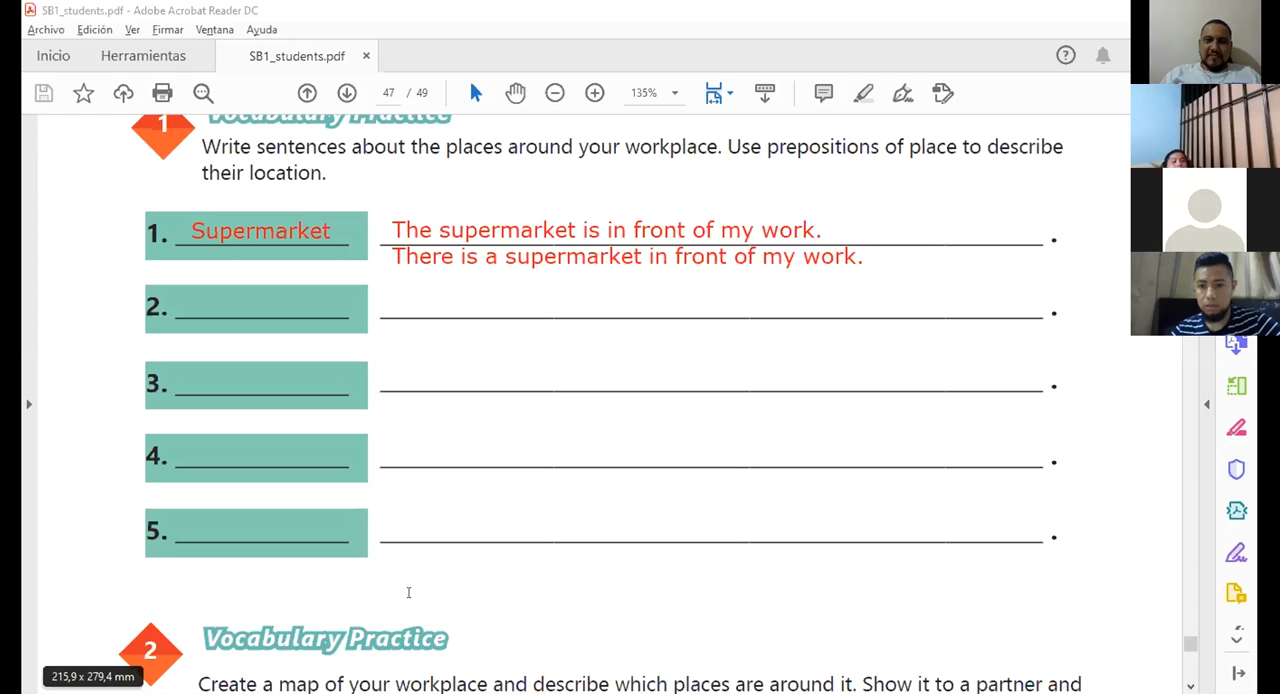 SB1_students.pdf - Adobe Acrobat Reader DC
Archivo Edición Ver Firmar Ventana Ayuda
Inicio Herramientas SB1_students.pdf ×
47 / 49 135%
1 Vocabulary Practice
Write sentences about the places around your workplace. Use prepositions of place to describe
their location.
1. Supermarket The supermarket is in front of my work. .
There is a supermarket in front of my work.
2. .
3. .
4. .
5. .
2 Vocabulary Practice
215,9 x 279,4 mm
Create a map of your workplace and describe which places are around it. Show it to a partner and